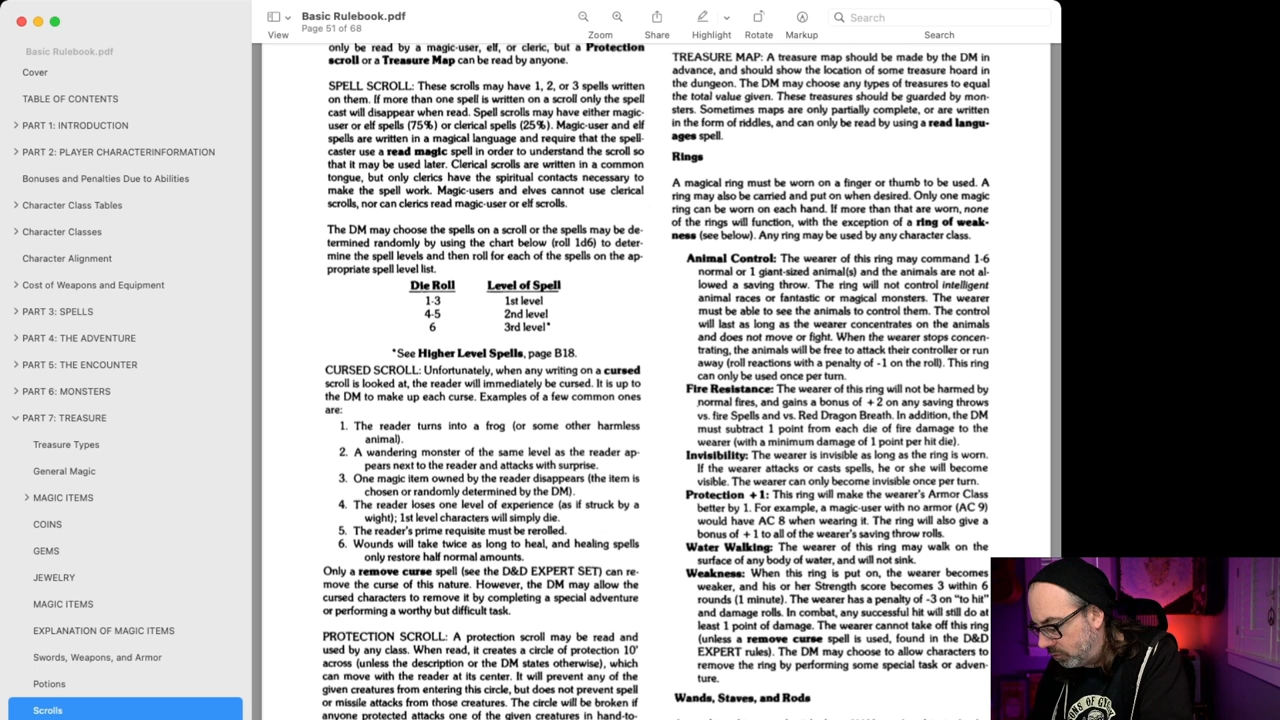 Basic Rulebook.pdf
Page 51 of 68
View
Zoom
Share
Highlight
Rotate
Markup
Search
Search
Basic Rulebook.pdf
Cover
TABLE OF CONTENTS
PART 1: INTRODUCTION
PART 2: PLAYER CHARACTERINFORMATION
Bonuses and Penalties Due to Abilities
Character Class Tables
Character Classes
Character Alignment
Cost of Weapons and Equipment
PART 3: SPELLS
PART 4: THE ADVENTURE
PART 5: THE ENCOUNTER
PART 6: MONSTERS
PART 7: TREASURE
Treasure Types
General Magic
MAGIC ITEMS
COINS
GEMS
JEWELRY
MAGIC ITEMS
EXPLANATION OF MAGIC ITEMS
Swords, Weapons, and Armor
Potions
Scrolls
only be read by a magic-user, elf, or cleric, but a Protection
scroll or a Treasure Map can be read by anyone.
SPELL SCROLL: These scrolls may have 1, 2, or 3 spells written
on them. If more than one spell is written on a scroll only the spell
cast will disappear when read. Spell scrolls may have either magic-
user or elf spells (75%) or clerical spells (25%). Magic-user and elf
spells are written in a magical language and require that the spell-
caster use a read magic spell in order to understand the scroll so
that it may be used later. Clerical scrolls are written in a common
tongue, but only clerics have the spiritual contacts necessary to
make the spell work. Magic-users and elves cannot use clerical
scrolls, nor can clerics read magic-user or elf scrolls.
The DM may choose the spells on a scroll or the spells may be de-
termined randomly by using the chart below (roll 1d6) to deter-
mine the spell levels and then roll for each of the spells on the ap-
propriate spell level list.
Die Roll Level of Spell
1-3 1st level
4-5 2nd level
6 3rd level*
*See Higher Level Spells, page B18.
CURSED SCROLL: Unfortunately, when any writing on a cursed
scroll is looked at, the reader will immediately be cursed. It is up to
the DM to make up each curse. Examples of a few common ones
are:
1. The reader turns into a frog (or some other harmless
animal).
2. A wandering monster of the same level as the reader ap-
pears next to the reader and attacks with surprise.
3. One magic item owned by the reader disappears (the item is
chosen or randomly determined by the DM).
4. The reader loses one level of experience (as if struck by a
wight); 1st level characters will simply die.
5. The reader's prime requisite must be rerolled.
6. Wounds will take twice as long to heal, and healing spells
only restore half normal amounts.
Only a remove curse spell (see the D&D EXPERT SET) can re-
move the curse of this nature. However, the DM may allow the
cursed characters to remove it by completing a special adventure
or performing a worthy but difficult task.
PROTECTION SCROLL: A protection scroll may be read and
used by any class. When read, it creates a circle of protection 10'
across (unless the description or the DM states otherwise), which
can move with the reader at its center. It will prevent any of the
given creatures from entering this circle, but does not prevent spell
or missile attacks from those creatures. The circle will be broken if
anyone protected attacks one of the given creatures in hand-to-
TREASURE MAP: A treasure map should be made by the DM in
advance, and should show the location of some treasure hoard in
the dungeon. The DM may choose any types of treasures to equal
the total value given. These treasures should be guarded by mon-
sters. Sometimes maps are only partially complete, or are written
in the form of riddles, and can only be read by using a read langu-
ages spell.
Rings
A magical ring must be worn on a finger or thumb to be used. A
ring may also be carried and put on when desired. Only one magic
ring can be worn on each hand. If more than that are worn, none
of the rings will function, with the exception of a ring of weak-
ness (see below). Any ring may be used by any character class.
Animal Control: The wearer of this ring may command 1-6
normal or 1 giant-sized animal(s) and the animals are not al-
lowed a saving throw. The ring will not control intelligent
animal races or fantastic or magical monsters. The wearer
must be able to see the animals to control them. The control
will last as long as the wearer concentrates on the animals
and does not move or fight. When the wearer stops concen-
trating, the animals will be free to attack their controller or run
away (roll reactions with a penalty of -1 on the roll). This ring
can only be used once per turn.
Fire Resistance: The wearer of this ring will not be harmed by
normal fires, and gains a bonus of +2 on any saving throws
vs. fire Spells and vs. Red Dragon Breath. In addition, the DM
must subtract 1 point from each die of fire damage to the
wearer (with a minimum damage of 1 point per hit die).
Invisibility: The wearer is invisible as long as the ring is worn.
If the wearer attacks or casts spells, he or she will become
visible. The wearer can only become invisible once per turn.
Protection +1: This ring will make the wearer's Armor Class
better by 1. For example, a magic-user with no armor (AC 9)
would have AC 8 when wearing it. The ring will also give a
bonus of +1 to all of the wearer's saving throw rolls.
Water Walking: The wearer of this ring may walk on the
surface of any body of water, and will not sink.
Weakness: When this ring is put on, the wearer becomes
weaker, and his or her Strength score becomes 3 within 6
rounds (1 minute). The wearer has a penalty of -3 on "to hit"
and damage rolls. In combat, any successful hit will still do at
least 1 point of damage. The wearer cannot take off this ring
(unless a remove curse spell is used, found in the D&D
EXPERT rules). The DM may choose to allow characters to
remove the ring by performing some special task or adven-
ture.
Wands, Staves, and Rods